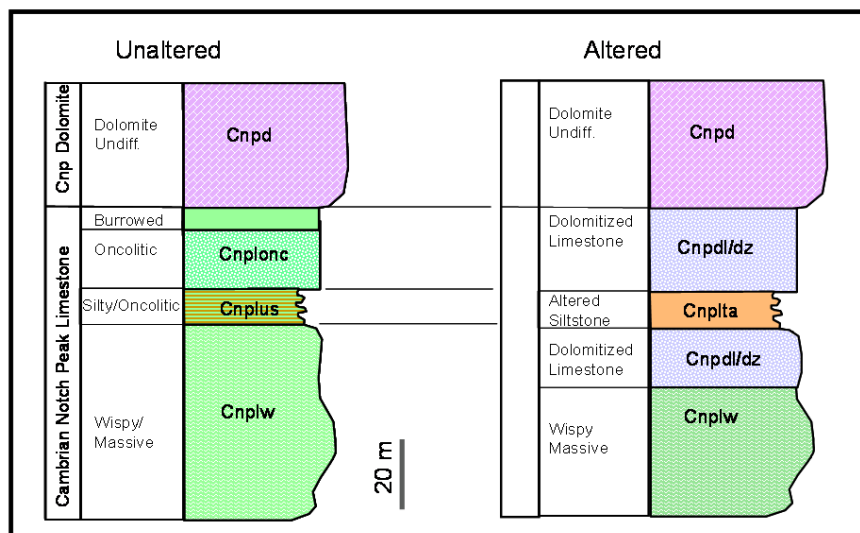 Unaltered
Altered
Cnp Dolomite
Dolomite
Undiff.
Cnpd
Cambrian Notch Peak Limestone
Burrowed
Oncolitic
Cnplonc
Silty/Oncolitic
Cnplus
Wispy/
Massive
Cnplw
20 m
Dolomite
Undiff.
Cnpd
Dolomitized
Limestone
Cnpdl/dz
Altered
Siltstone
Cnplta
Dolomitized
Limestone
Cnpdl/dz
Wispy
Massive
Cnplw